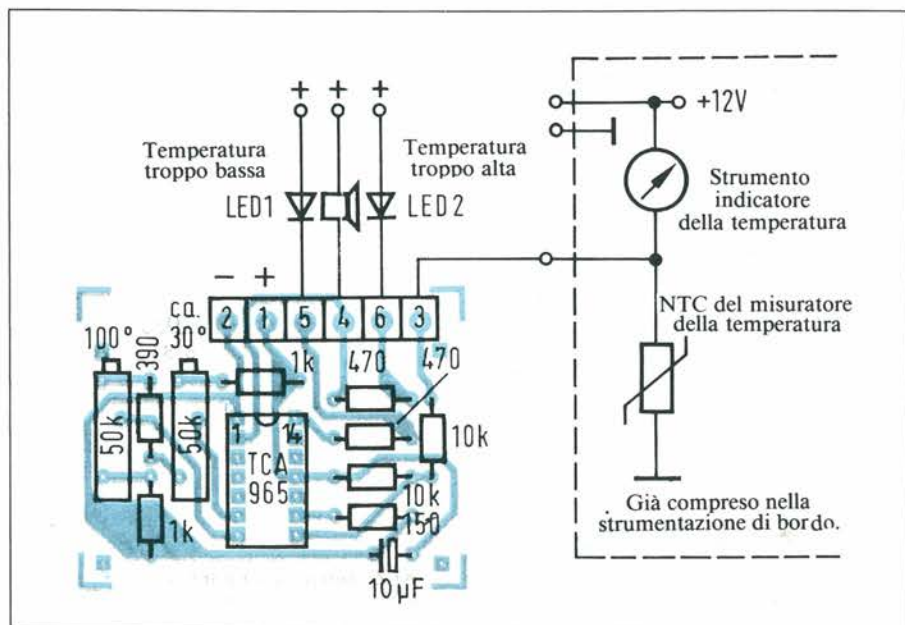 + + +
Temperatura
troppo bassa
Temperatura
troppo alta
LED1
LED2
+12V
Strumento
indicatore
della temperatura
NTC del misuratore
della temperatura
Già compreso nella
strumentazione di bordo.
− +
2 1 5 4 6 3
ca.
100°
390
30°
1k
470
470
50k
50k
1 14
TCA
965
10k
10k
150
1k
10µF